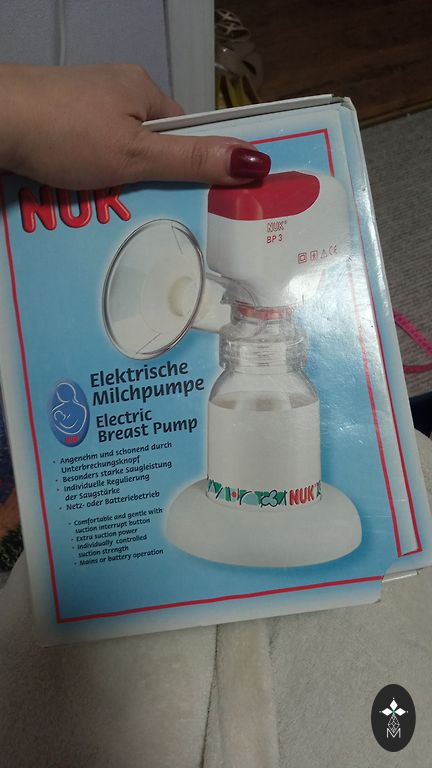 NUK
NUK®
BP 3
CE
Elektrische
Milchpumpe
Electric
Breast Pump
• Angenehm und schonend durch
Unterbrechungsknopf
• Besonders starke Saugleistung
• Individuelle Regulierung
der Saugstärke
• Netz- oder Batteriebetrieb
• Comfortable and gentle with
suction interrupt button
• Extra suction power
• Individually controlled
suction strength
• Mains or battery operation
NUK
M